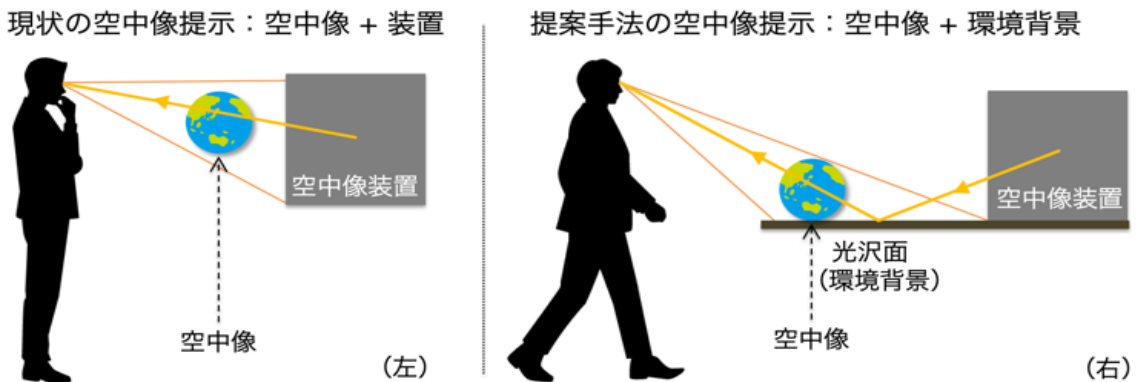 現状の空中像提示：空中像 + 装置
空中像装置
空中像
（左）
提案手法の空中像提示：空中像 + 環境背景
空中像装置
光沢面
（環境背景）
空中像
（右）